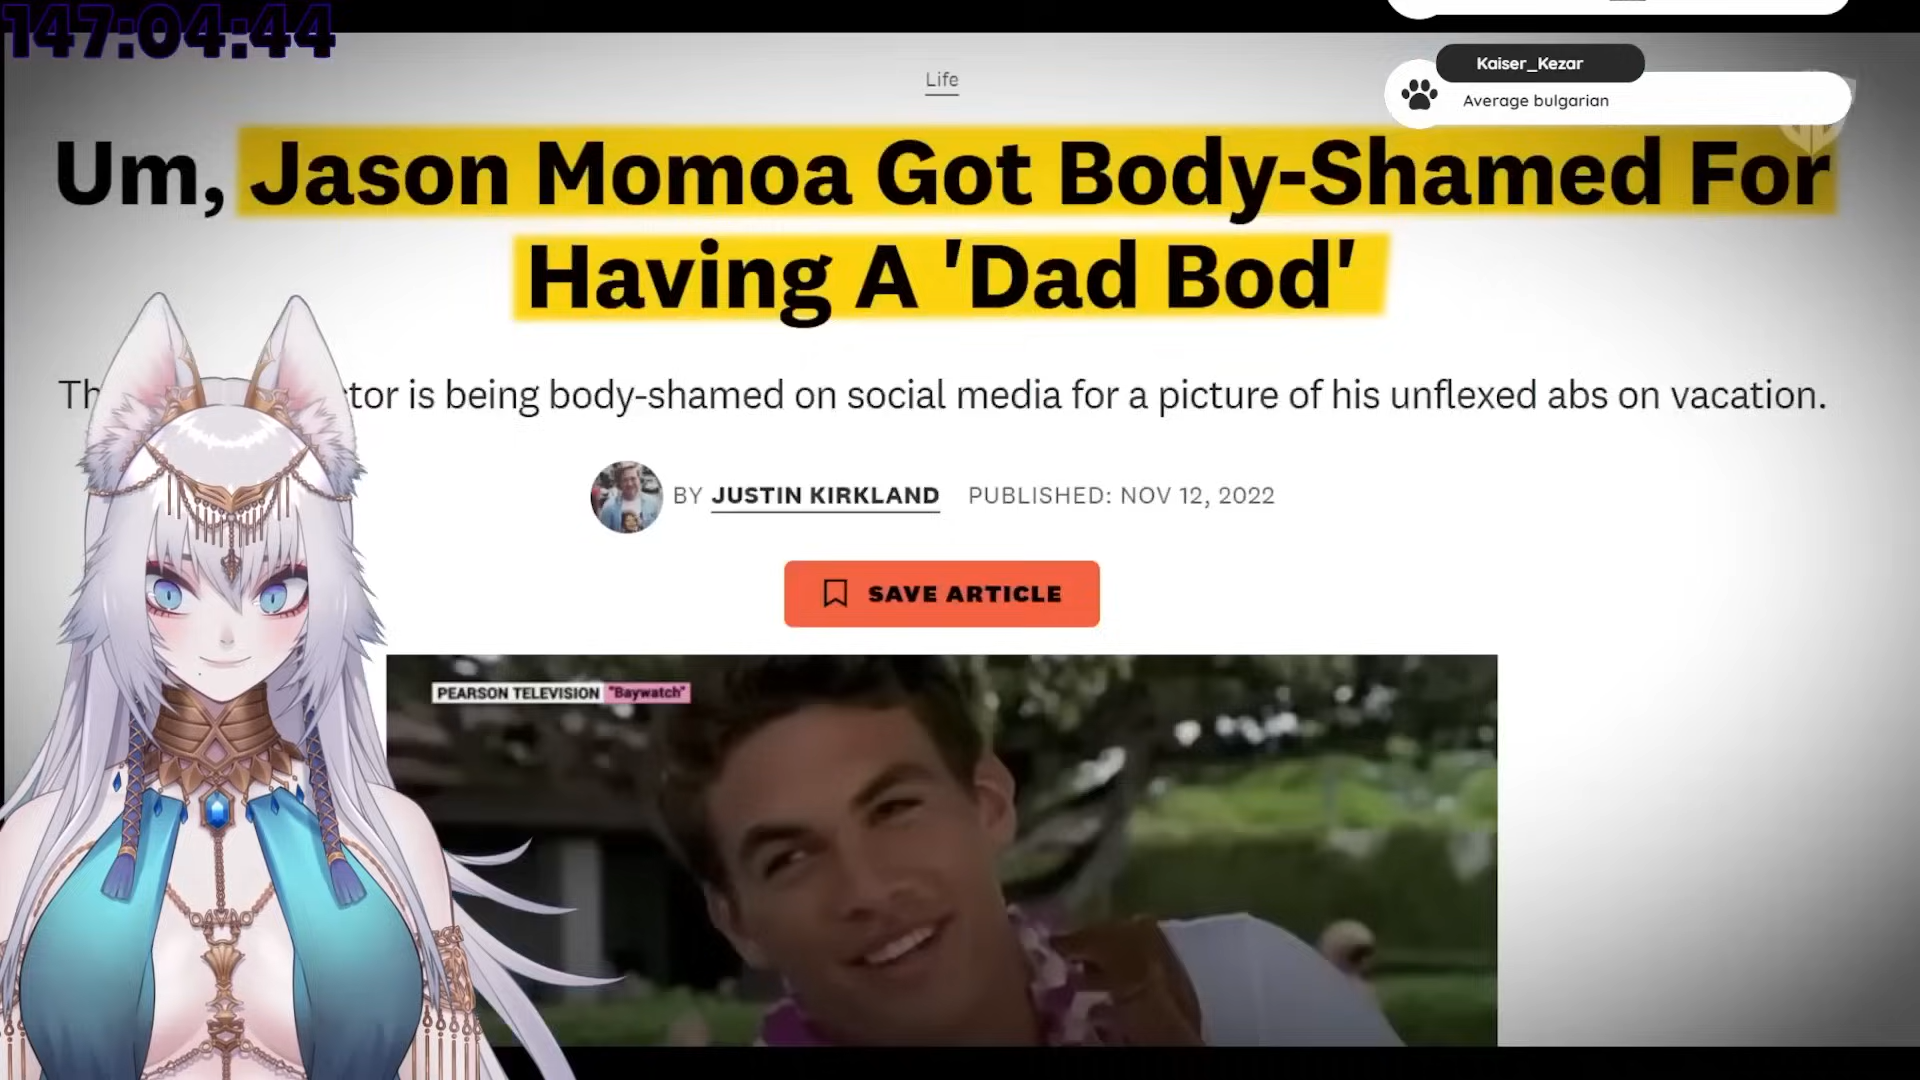 147:04:44
Life
Kaiser_Kezar
Average bulgarian
Um, Jason Momoa Got Body-Shamed For
Having A 'Dad Bod'
Th ctor is being body-shamed on social media for a picture of his unflexed abs on vacation.
BY JUSTIN KIRKLAND PUBLISHED: NOV 12, 2022
SAVE ARTICLE
PEARSON TELEVISION "Baywatch"